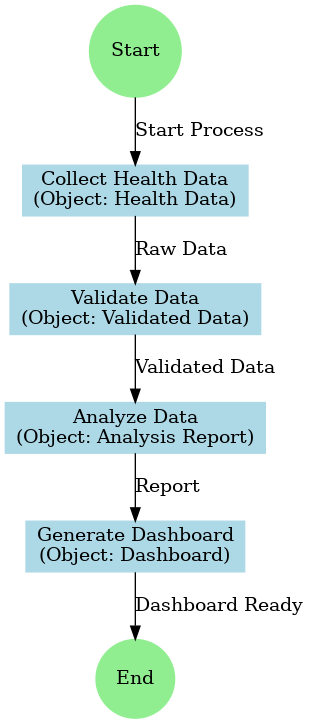 Start
Start Process
Collect Health Data
(Object: Health Data)
Raw Data
Validate Data
(Object: Validated Data)
Validated Data
Analyze Data
(Object: Analysis Report)
Report
Generate Dashboard
(Object: Dashboard)
Dashboard Ready
End